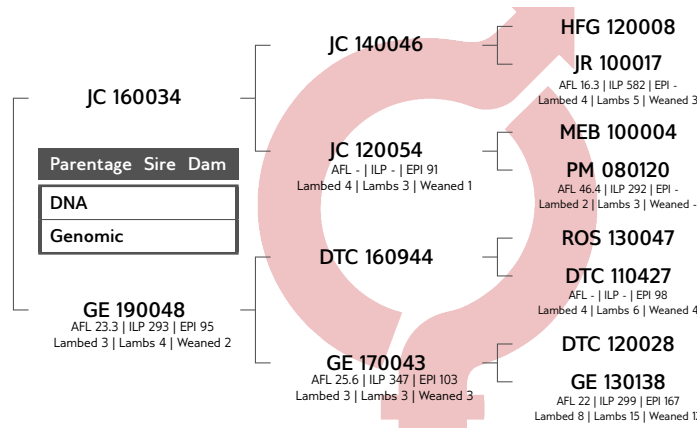 HFG 120008
JC 140046
JR 100017
AFL 16.3 | ILP 582 | EPI -
Lambed 4 | Lambs 5 | Weaned 3
JC 160034
MEB 100004
JC 120054
AFL - | ILP - | EPI 91
Lambed 4 | Lambs 3 | Weaned 1
PM 080120
AFL 46.4 | ILP 292 | EPI -
Lambed 2 | Lambs 3 | Weaned -
Parentage Sire Dam
DNA
Genomic
ROS 130047
DTC 160944
DTC 110427
AFL - | ILP - | EPI 98
Lambed 4 | Lambs 6 | Weaned 4
GE 190048
AFL 23.3 | ILP 293 | EPI 95
Lambed 3 | Lambs 4 | Weaned 2
DTC 120028
GE 170043
AFL 25.6 | ILP 347 | EPI 103
Lambed 3 | Lambs 3 | Weaned 3
GE 130138
AFL 22 | ILP 299 | EPI 167
Lambed 8 | Lambs 15 | Weaned